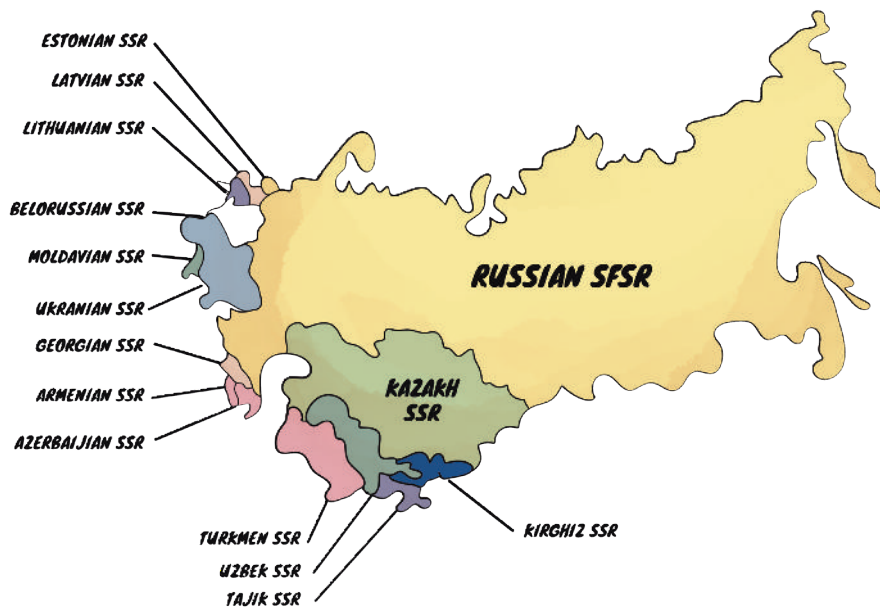 ESTONIAN SSR
LATVIAN SSR
LITHUANIAN SSR
BELORUSSIAN SSR
MOLDAVIAN SSR
UKRANIAN SSR
GEORGIAN SSR
ARMENIAN SSR
AZERBAIJIAN SSR
RUSSIAN SFSR
KAZAKH
SSR
TURKMEN SSR
UZBEK SSR
TAJIK SSR
KIRGHIZ SSR